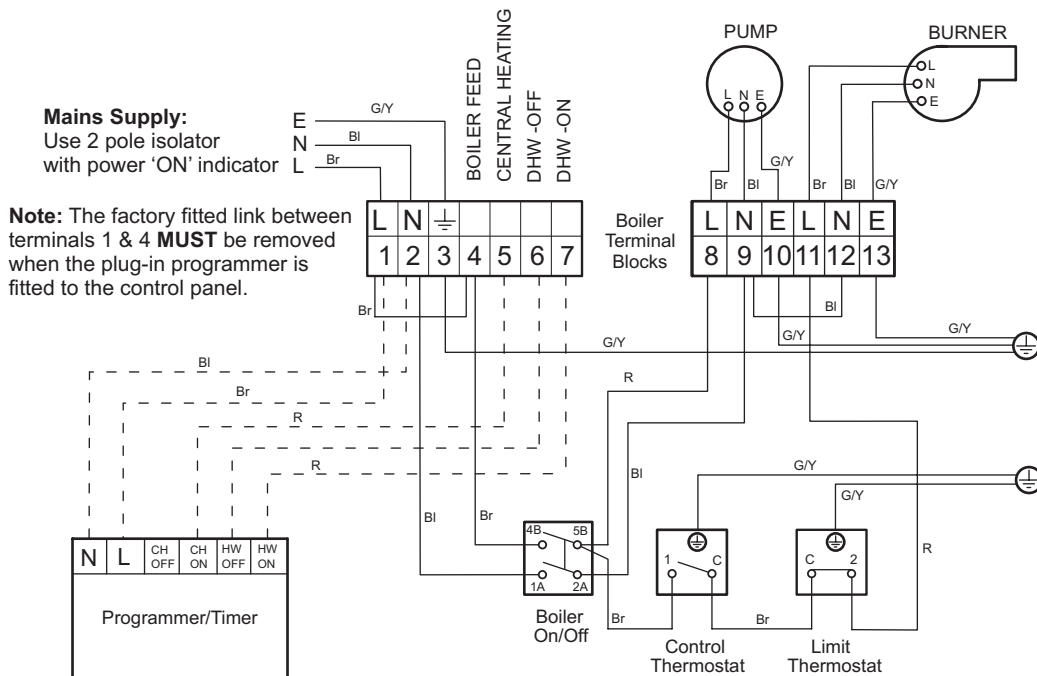 PUMP
BURNER
L N E
L
N
E
Mains Supply:
Use 2 pole isolator
with power ‘ON’ indicator
E
N
L
G/Y
Bl
Br
BOILER FEED
CENTRAL HEATING
DHW -OFF
DHW -ON
Br Bl G/Y Br Bl G/Y
Note: The factory fitted link between
terminals 1 & 4 MUST be removed
when the plug-in programmer is
fitted to the control panel.
L N
1 2 3 4 5 6 7
Boiler
Terminal
Blocks
L N E L N E
8 9 10 11 12 13
Br
Bl
G/Y
G/Y
G/Y
Bl
Br
R
R
R
Bl
Br
Bl
G/Y
G/Y
R
4B 5B
1A 2A
Boiler
On/Off
Br
1 C
Br
C 2
Control
Thermostat
Limit
Thermostat
N L CH OFF CH ON HW OFF HW ON
Programmer/Timer